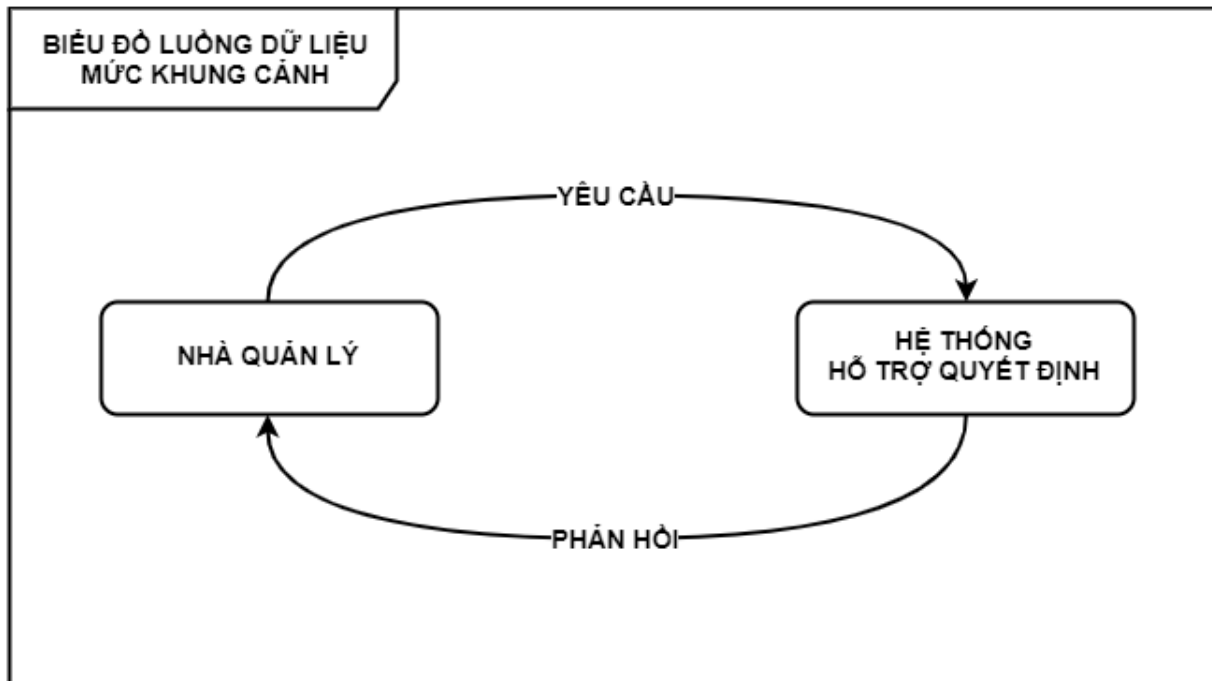 BIỂU ĐỒ LUỒNG DỮ LIỆU
MỨC KHUNG CẢNH
YÊU CẦU
NHÀ QUẢN LÝ
HỆ THỐNG
HỖ TRỢ QUYẾT ĐỊNH
PHẢN HỒI